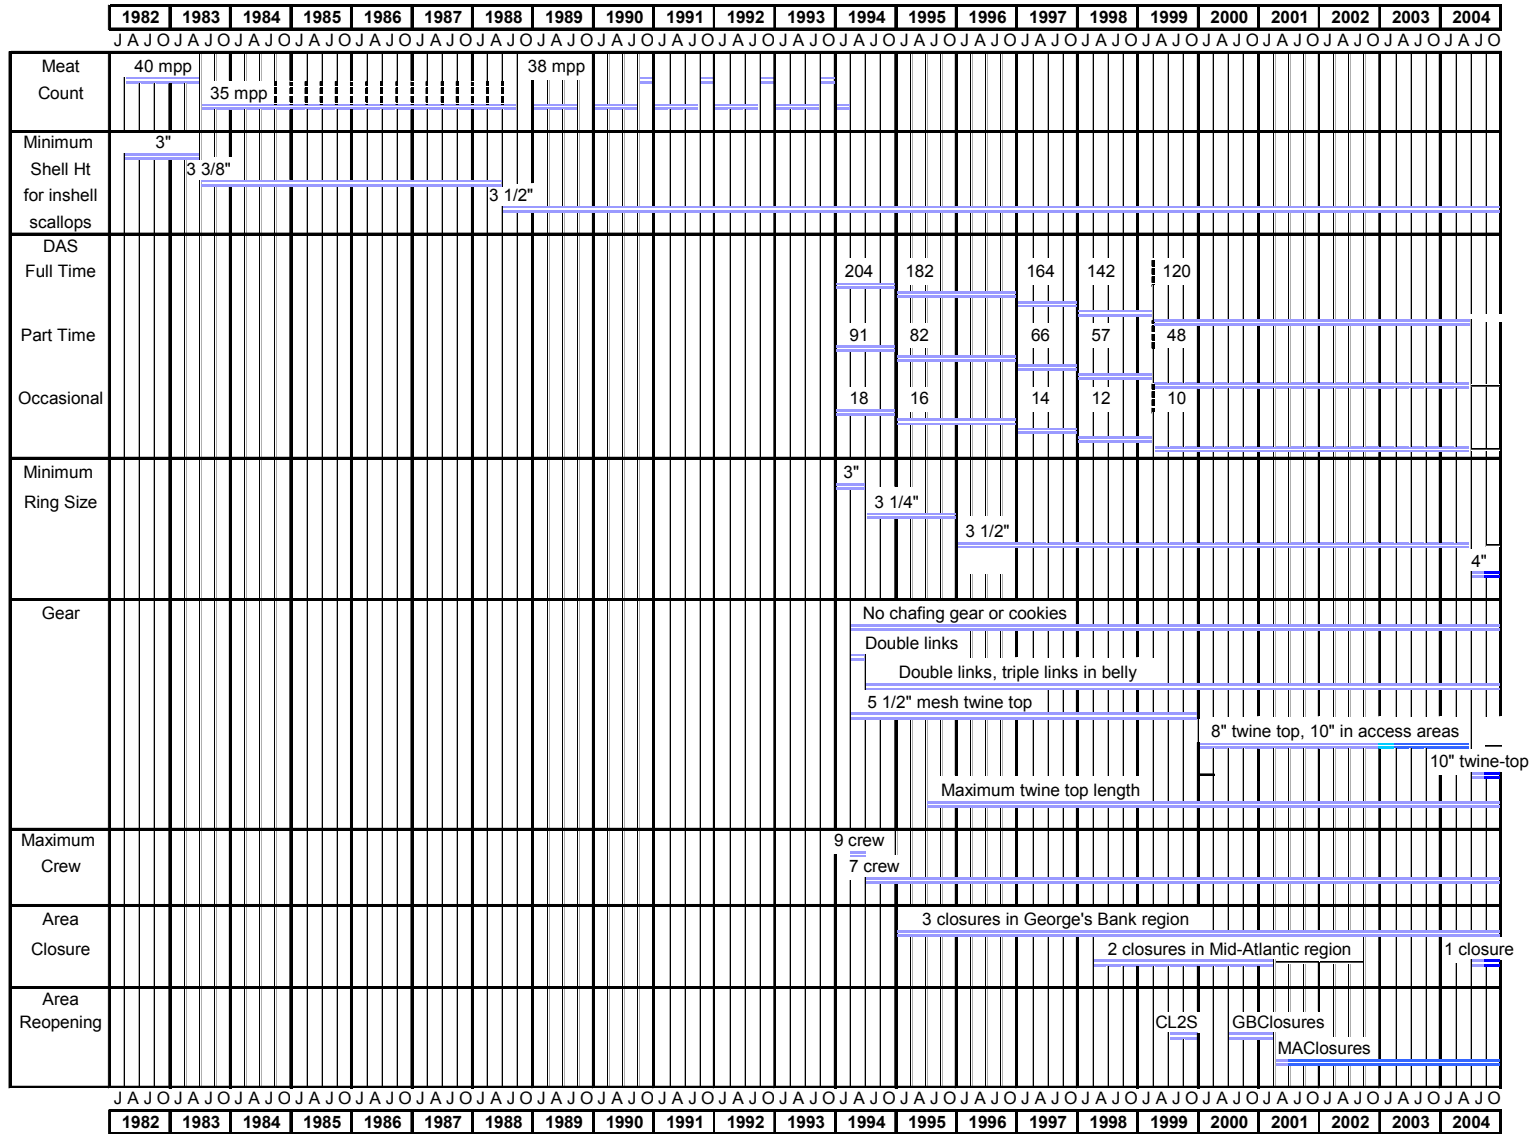 1982 1983 1984 1985 1986 1987 1988 1989 1990 1991 1992 1993 1994 1995 1996 1997 1998 1999 2000 2001 2002 2003 2004
J A J O J A J O J A J O J A J O J A J O J A J O J A J O J A J O J A J O J A J O J A J O J A J O J A J O J A J O J A J O J A J O J A J O J A J O J A J O J A J O J A J O J A J O J A J O
Meat 40 mpp 38 mpp
Count 35 mpp
Minimum 3"
Shell Ht 3 3/8"
for inshell 3 1/2"
scallops
DAS
Full Time 204 182 164 142 120
Part Time 91 82 66 57 48
Occasional 18 16 14 12 10
Minimum 3"
Ring Size 3 1/4"
3 1/2"
4"
Gear No chafing gear or cookies
Double links
Double links, triple links in belly
5 1/2" mesh twine top
8" twine top, 10" in access areas
10" twine-top
Maximum twine top length
Maximum 9 crew
Crew 7 crew
Area 3 closures in George's Bank region
Closure 2 closures in Mid-Atlantic region 1 closure
Area
Reopening CL2S GBClosures
MAClosures
J A J O J A J O J A J O J A J O J A J O J A J O J A J O J A J O J A J O J A J O J A J O J A J O J A J O J A J O J A J O J A J O J A J O J A J O J A J O J A J O J A J O J A J O J A J O
1982 1983 1984 1985 1986 1987 1988 1989 1990 1991 1992 1993 1994 1995 1996 1997 1998 1999 2000 2001 2002 2003 2004